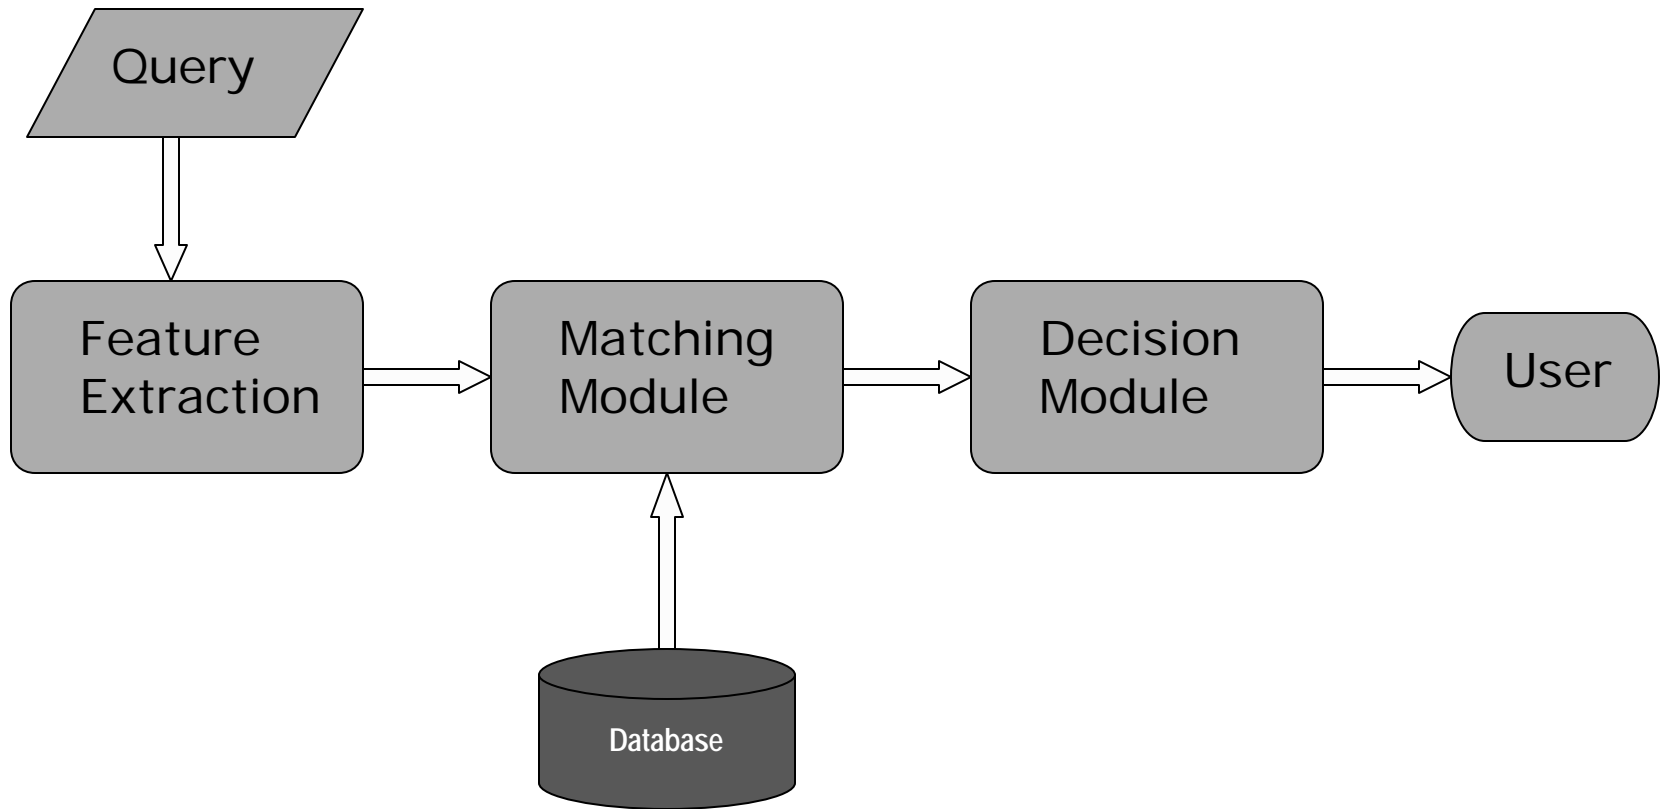 Query
Feature
Extraction
Matching
Module
Decision
Module
User
Database